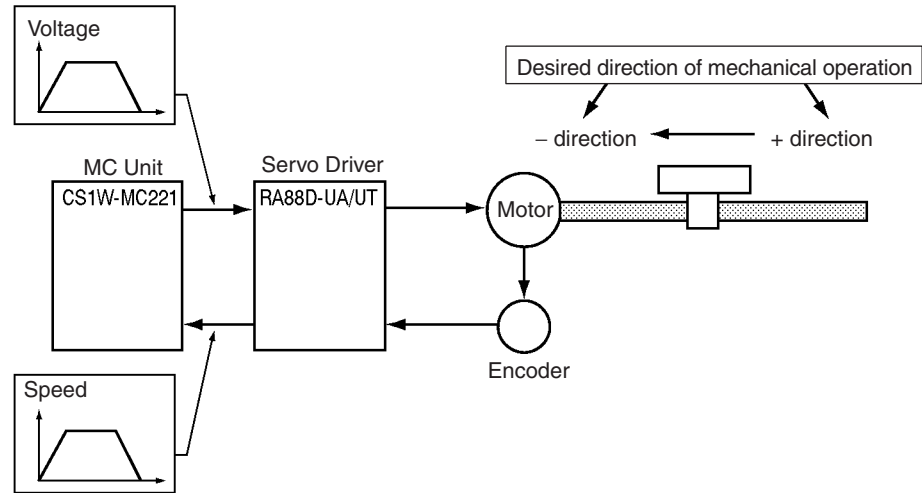 Voltage
Desired direction of mechanical operation
− direction
+ direction
MC Unit
Servo Driver
CS1W-MC221
RA88D-UA/UT
Motor
Encoder
Speed